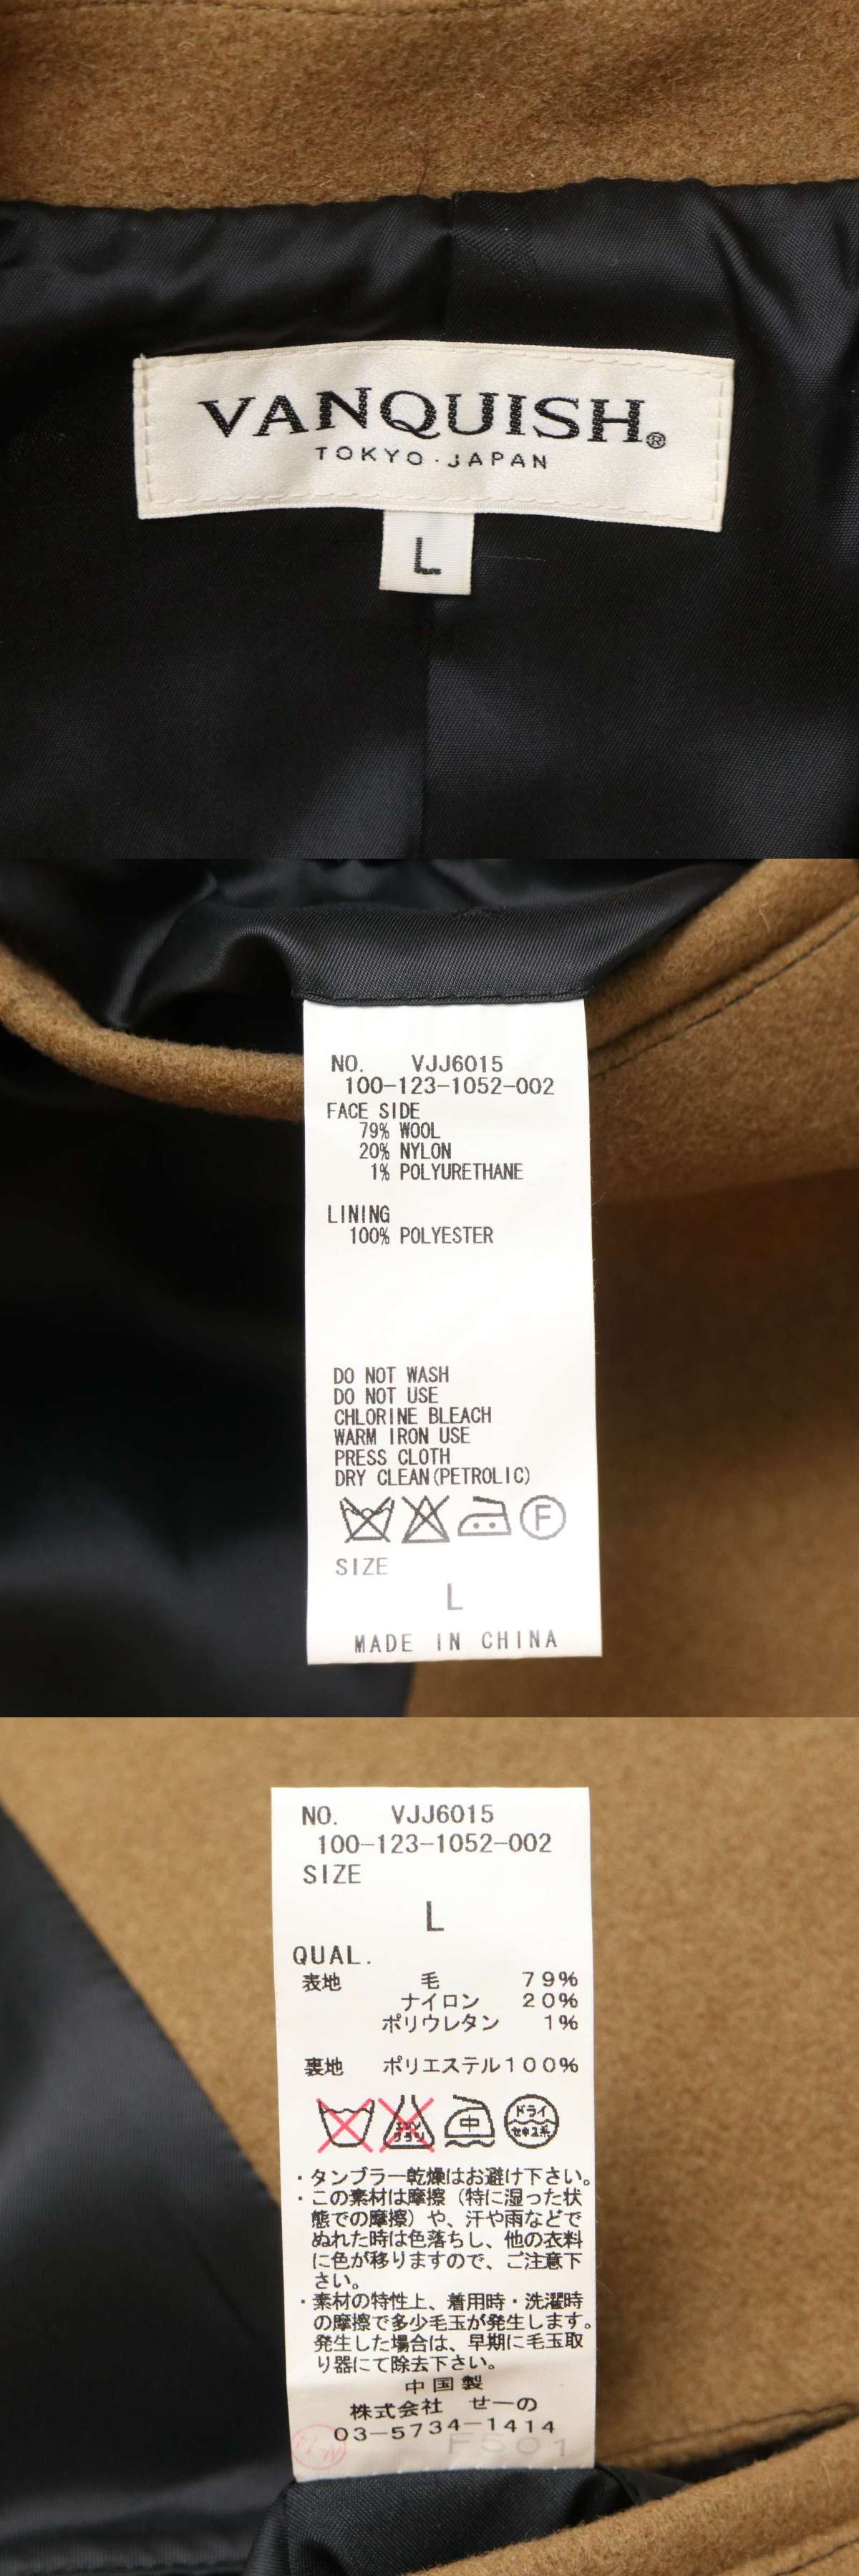 VANQUISH®
TOKYO·JAPAN
L
NO. VJJ6015
100-123-1052-002
FACE SIDE
79% WOOL
20% NYLON
1% POLYURETHANE
LINING
100% POLYESTER
DO NOT WASH
DO NOT USE
CHLORINE BLEACH
WARM IRON USE
PRESS CLOTH
DRY CLEAN(PETROLIC)
F
SIZE
L
MADE IN CHINA
NO. VJJ6015
100-123-1052-002
SIZE
L
QUAL.
表地 毛 79%
ナイロン 20%
ポリウレタン 1%
裏地 ポリエステル100%
エンソ サラシ 中 ドライ セキユ系
・タンブラー乾燥はお避け下さい。
・この素材は摩擦（特に湿った状
態での摩擦）や、汗や雨などで
ぬれた時は色落ちし、他の衣料
に色が移りますので、ご注意下
さい。
・素材の特性上、着用時・洗濯時
の摩擦で多少毛玉が発生します。
発生した場合は、早期に毛玉取
り器にて除去下さい。
中国製
株式会社 せーの
03-5734-1414
F501